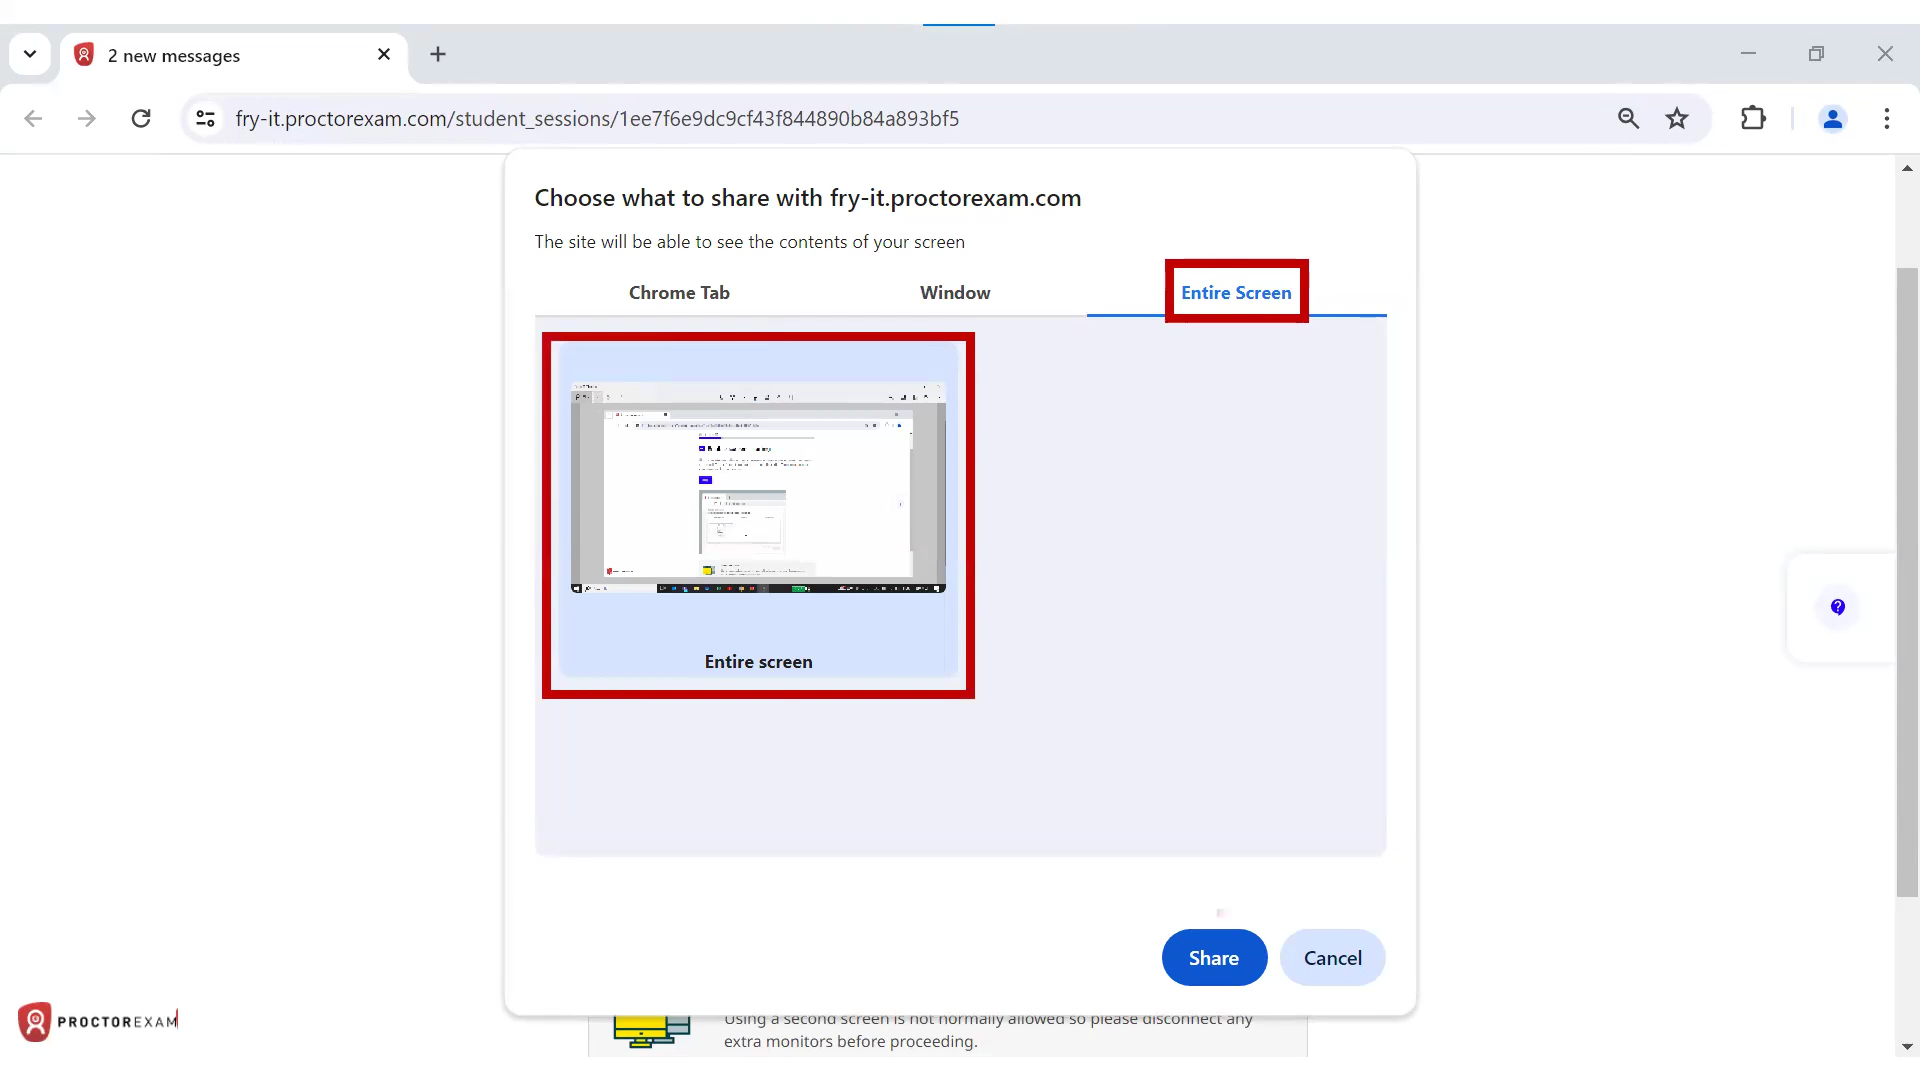 2 new messages
fry-it.proctorexam.com/student_sessions/1ee7f6e9dc9cf43f844890b84a893bf5
Choose what to share with fry-it.proctorexam.com
The site will be able to see the contents of your screen
Chrome Tab
Window
Entire Screen
Entire screen
Share
Cancel
PROCTOREXAM
Using a second screen is not normally allowed so please disconnect any
extra monitors before proceeding.